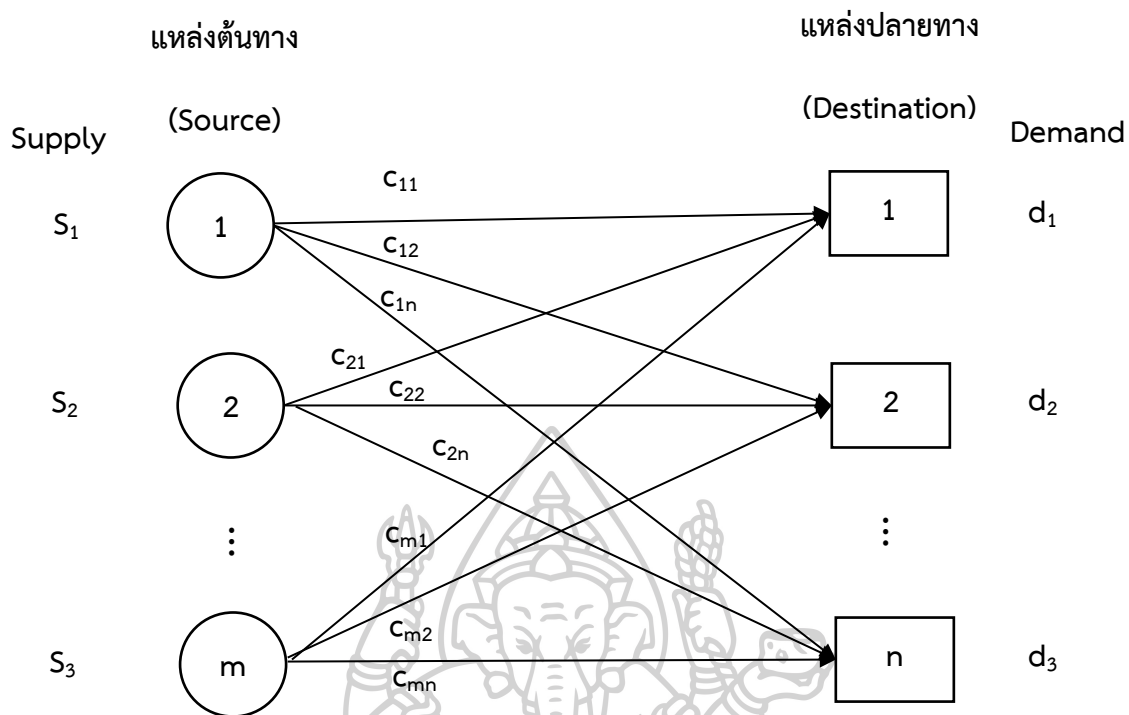 แหล่งต้นทาง แหล่งปลายทาง
(Source) (Destination)
Supply Demand
S₁ 1 c₁₁ 1 d₁
c₁₂
c₁ₙ
c₂₁
S₂ 2 c₂₂ 2 d₂
c₂ₙ
⋮ cₘ₁ ⋮
cₘ₂
S₃ m n d₃
cₘₙ